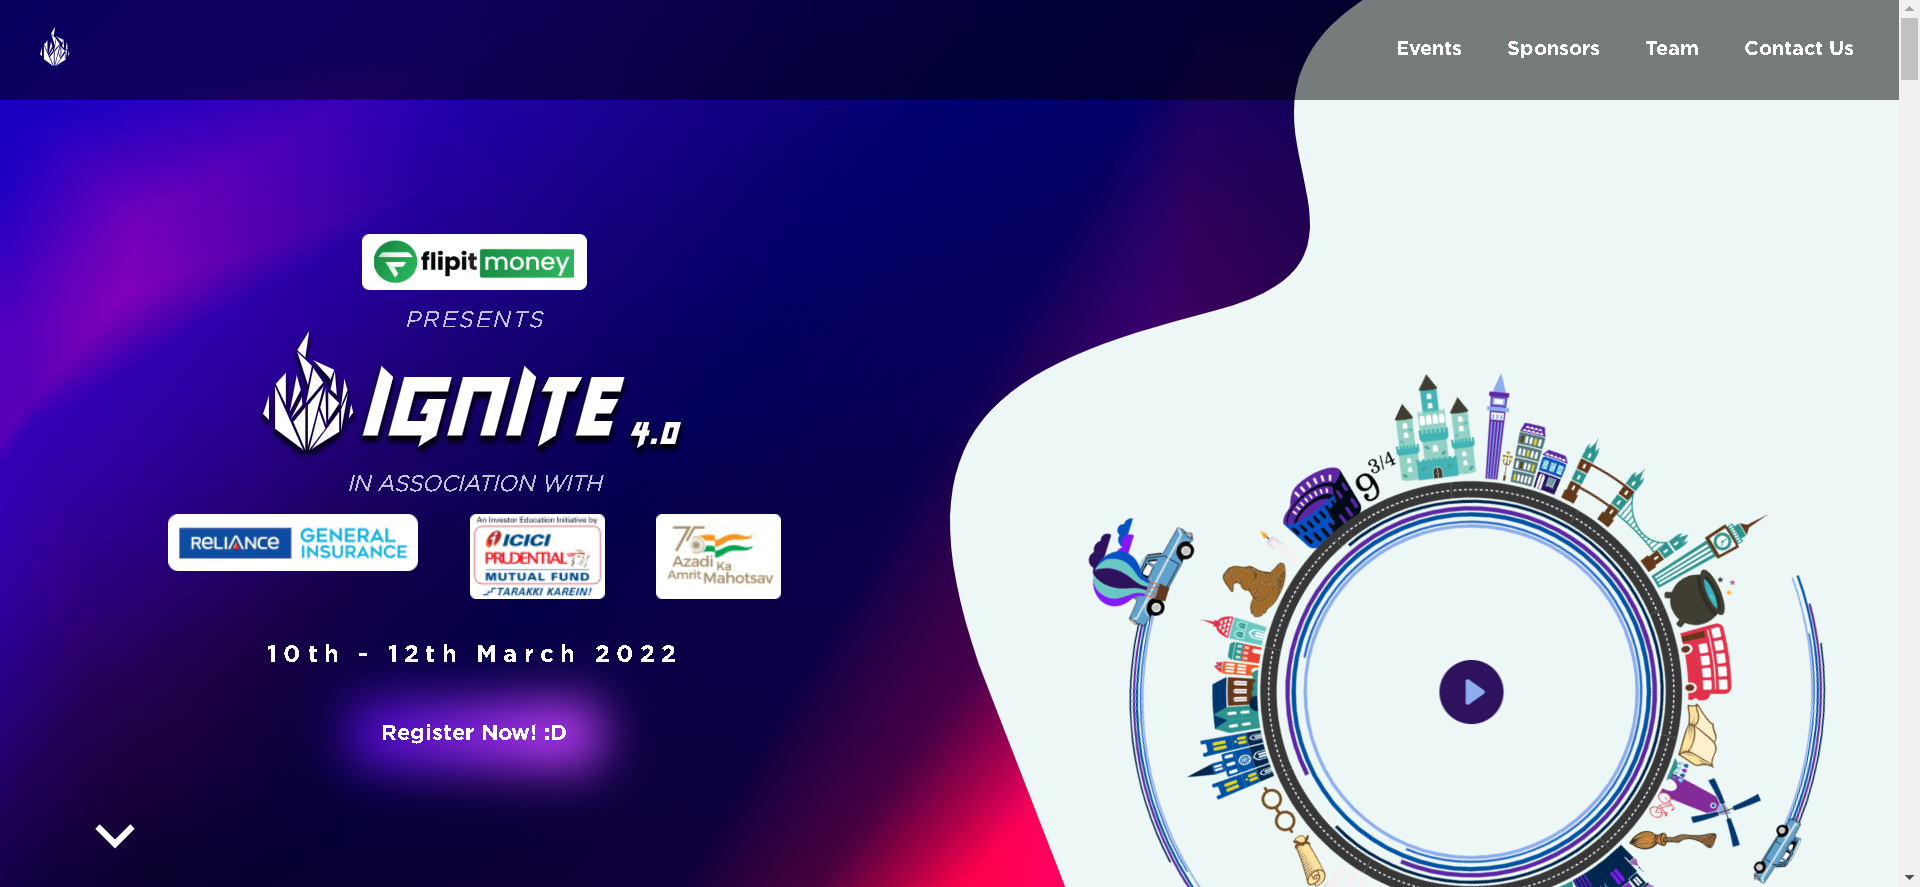 Events Sponsors Team Contact Us
flipit money
PRESENTS
IGNITE 4.0
IN ASSOCIATION WITH
RELIANCE GENERAL INSURANCE
An Investor Education Initiative by
ICICI
PRUDENTIAL
MUTUAL FUND
TARAKKI KAREIN!
75
Azadi Ka
Amrit Mahotsav
10th - 12th March 2022
Register Now! :D
9 3/4